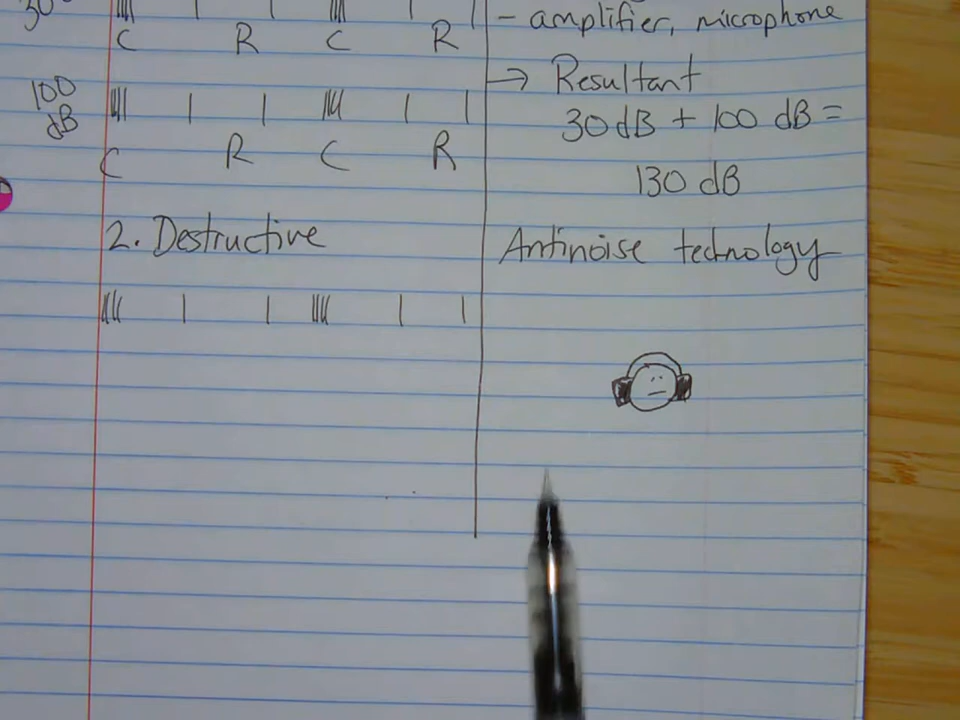 30
C R C R
100
dB
C R C R
2. Destructive
- amplifier, microphone
→ Resultant
30 dB + 100 dB =
130 dB
Antinoise technology